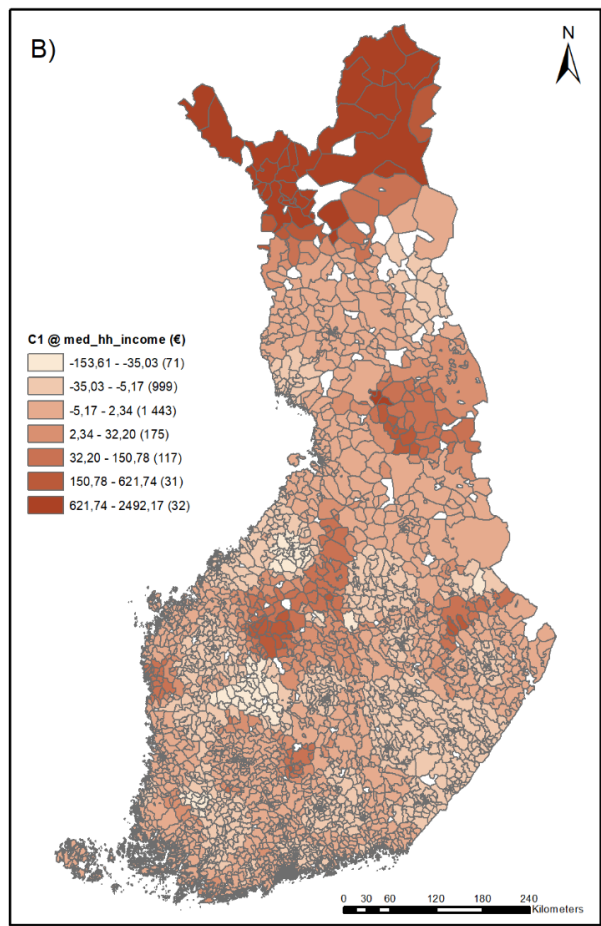 B)
N
C1 @ med_hh_income (€)
-153,61 - -35,03 (71)
-35,03 - -5,17 (999)
-5,17 - 2,34 (1 443)
2,34 - 32,20 (175)
32,20 - 150,78 (117)
150,78 - 621,74 (31)
621,74 - 2492,17 (32)
0 30 60 120 180 240
Kilometers